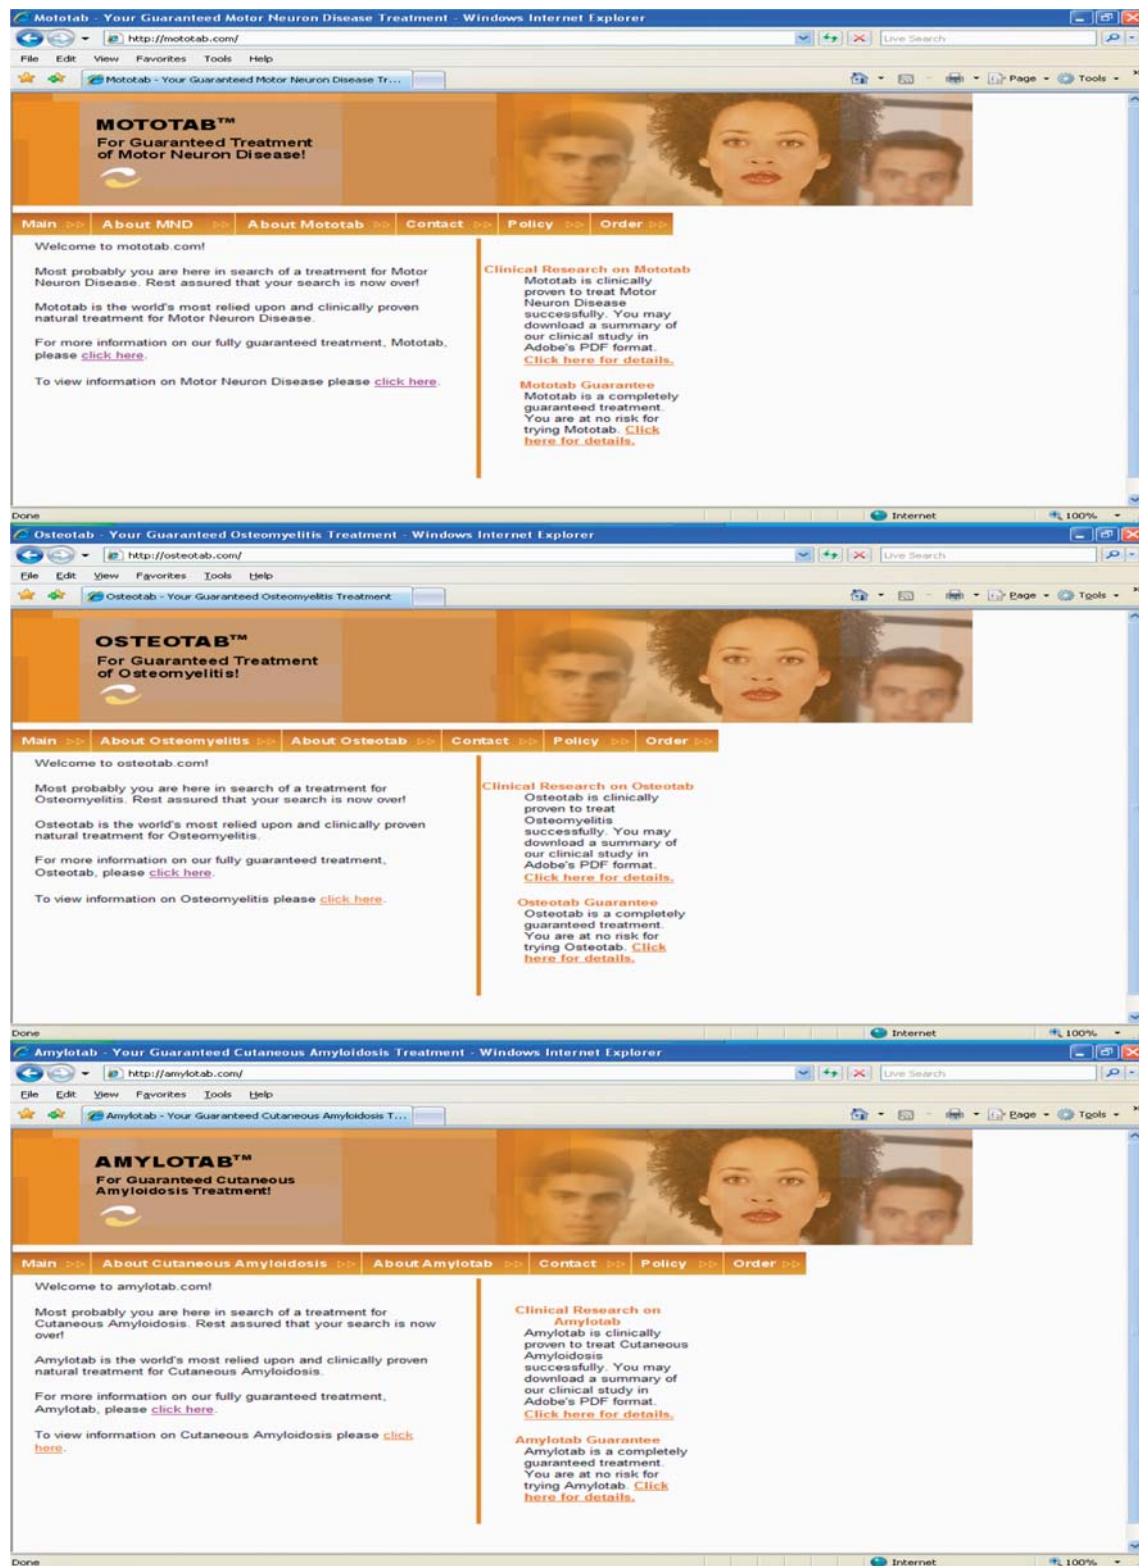 Mototab - Your Guaranteed Motor Neuron Disease Treatment - Windows Internet Explorer
http://mototab.com/
Live Search
File Edit View Favorites Tools Help
Mototab - Your Guaranteed Motor Neuron Disease Tr...
Page Tools
MOTOTAB™
For Guaranteed Treatment
of Motor Neuron Disease!
Main About MND About Mototab Contact Policy Order
Welcome to mototab.com!
Most probably you are here in search of a treatment for Motor
Neuron Disease. Rest assured that your search is now over!
Mototab is the world's most relied upon and clinically proven
natural treatment for Motor Neuron Disease.
For more information on our fully guaranteed treatment, Mototab,
please click here.
To view information on Motor Neuron Disease please click here.
Clinical Research on Mototab
Mototab is clinically
proven to treat Motor
Neuron Disease
successfully. You may
download a summary of
our clinical study in
Adobe's PDF format.
Click here for details.
Mototab Guarantee
Mototab is a completely
guaranteed treatment.
You are at no risk for
trying Mototab. Click
here for details.
Done
Internet
100%
Osteotab - Your Guaranteed Osteomyelitis Treatment - Windows Internet Explorer
http://osteotab.com/
Live Search
File Edit View Favorites Tools Help
Osteotab - Your Guaranteed Osteomyelitis Treatment
Page Tools
OSTEOTAB™
For Guaranteed Treatment
of Osteomyelitis!
Main About Osteomyelitis About Osteotab Contact Policy Order
Welcome to osteotab.com!
Most probably you are here in search of a treatment for
Osteomyelitis. Rest assured that your search is now over!
Osteotab is the world's most relied upon and clinically proven
natural treatment for Osteomyelitis.
For more information on our fully guaranteed treatment,
Osteotab, please click here.
To view information on Osteomyelitis please click here.
Clinical Research on Osteotab
Osteotab is clinically
proven to treat
Osteomyelitis
successfully. You may
download a summary of
our clinical study in
Adobe's PDF format.
Click here for details.
Osteotab Guarantee
Osteotab is a completely
guaranteed treatment.
You are at no risk for
trying Osteotab. Click
here for details.
Done
Internet
100%
Amylotab - Your Guaranteed Cutaneous Amyloidosis Treatment - Windows Internet Explorer
http://amylotab.com/
Live Search
File Edit View Favorites Tools Help
Amylotab - Your Guaranteed Cutaneous Amyloidosis T...
Page Tools
AMYLOTAB™
For Guaranteed Cutaneous
Amyloidosis Treatment!
Main About Cutaneous Amyloidosis About Amylotab Contact Policy Order
Welcome to amylotab.com!
Most probably you are here in search of a treatment for
Cutaneous Amyloidosis. Rest assured that your search is now
over!
Amylotab is the world's most relied upon and clinically proven
natural treatment for Cutaneous Amyloidosis.
For more information on our fully guaranteed treatment,
Amylotab, please click here.
To view information on Cutaneous Amyloidosis please click
here.
Clinical Research on
Amylotab
Amylotab is clinically
proven to treat Cutaneous
Amyloidosis
successfully. You may
download a summary of
our clinical study in
Adobe's PDF format.
Click here for details.
Amylotab Guarantee
Amylotab is a completely
guaranteed treatment.
You are at no risk for
trying Amylotab. Click
here for details.
Done
Internet
100%